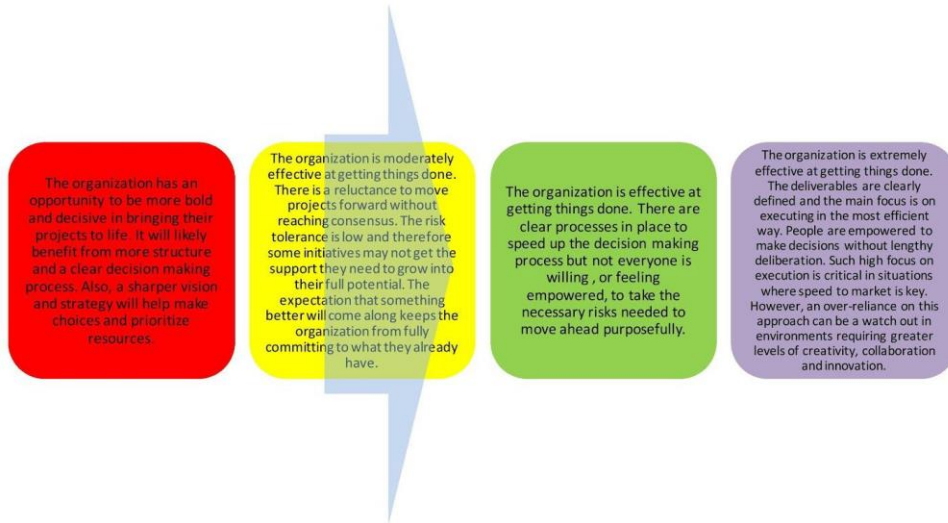 The organization has an
opportunity to be more bold
and decisive in bringing their
projects to life. It will likely
benefit from more structure
and a clear decision making
process. Also, a sharper vision
and strategy will help make
choices and prioritize
resources.
The organization is moderately
effective at getting things done.
There is a reluctance to move
projects forward without
reaching consensus. The risk
tolerance is low and therefore
some initiatives may not get the
support they need to grow into
their full potential. The
expectation that something
better will come along keeps the
organization from fully
committing to what they already
have.
The organization is effective at
getting things done. There are
clear processes in place to
speed up the decision making
process but not everyone is
willing , or feeling
empowered, to take the
necessary risks needed to
move ahead purposefully.
The organization is extremely
effective at getting things done.
The deliverables are clearly
defined and the main focus is on
executing in the most efficient
way. People are empowered to
make decisions without lengthy
deliberation. Such high focus on
execution is critical in situations
where speed to market is key.
However, an over-reliance on
this approach can be a watch out in
environments requiring greater
levels of creativity, collaboration
and innovation.